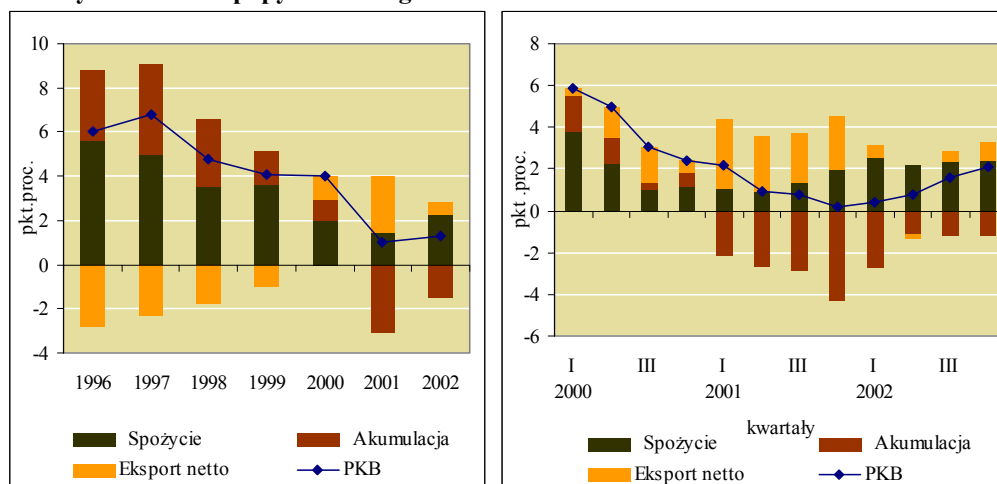 10
8
6
4
2
0
-2
-4
pkt.proc.
1996 1997 1998 1999 2000 2001 2002
Spożycie Akumulacja
Eksport netto PKB
8
6
4
2
0
-2
-4
-6
pkt .proc.
I III I III I III
2000 2001 2002
kwartały
Spożycie Akumulacja
Eksport netto PKB